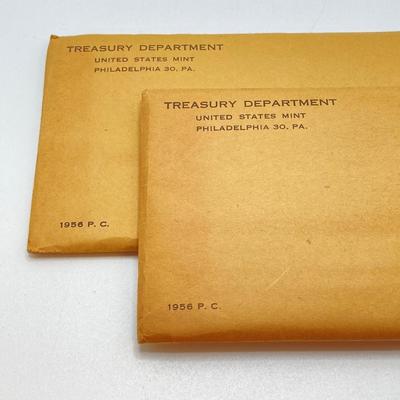 TREASURY DEPARTMENT
UNITED STATES MINT
PHILADELPHIA 30, PA.
1956 P. C.
TREASURY DEPARTMENT
UNITED STATES MINT
PHILADELPHIA 30, PA.
1956 P. C.